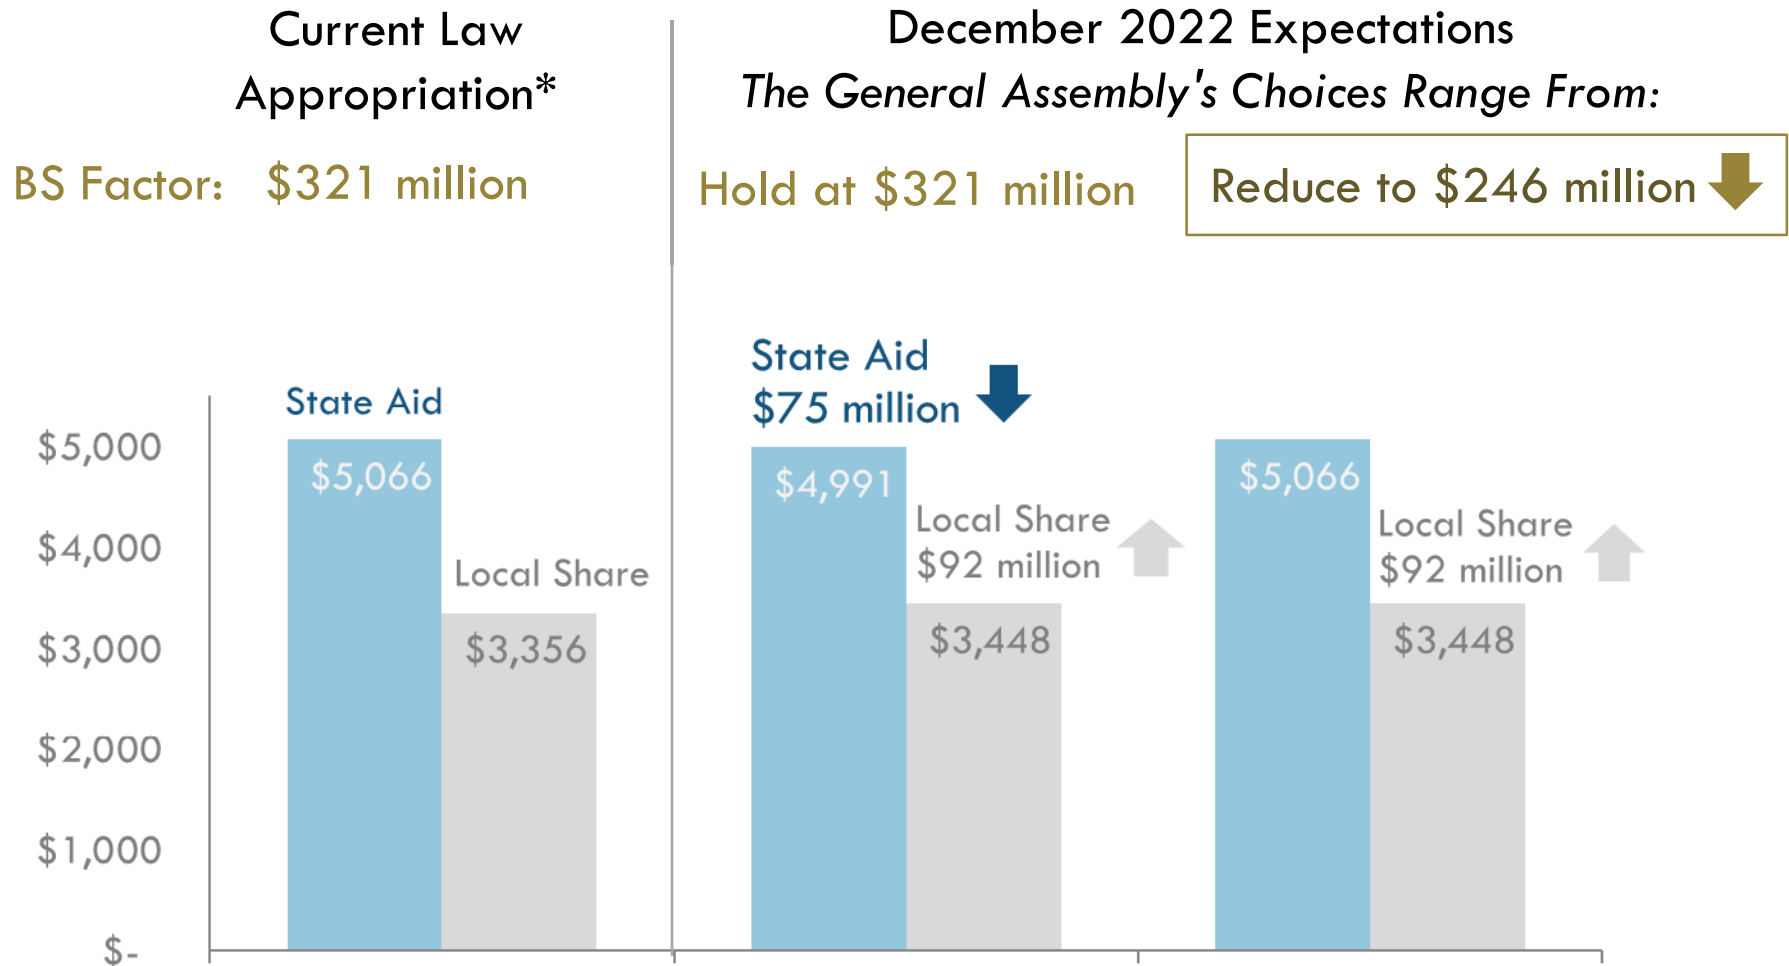 Current Law
Appropriation*
December 2022 Expectations
The General Assembly's Choices Range From:
BS Factor: $321 million
Hold at $321 million
Reduce to $246 million
State Aid
$5,066
Local Share
$3,356
State Aid
$75 million
$4,991
Local Share
$92 million
$3,448
$5,066
Local Share
$92 million
$3,448
$5,000
$4,000
$3,000
$2,000
$1,000
$-